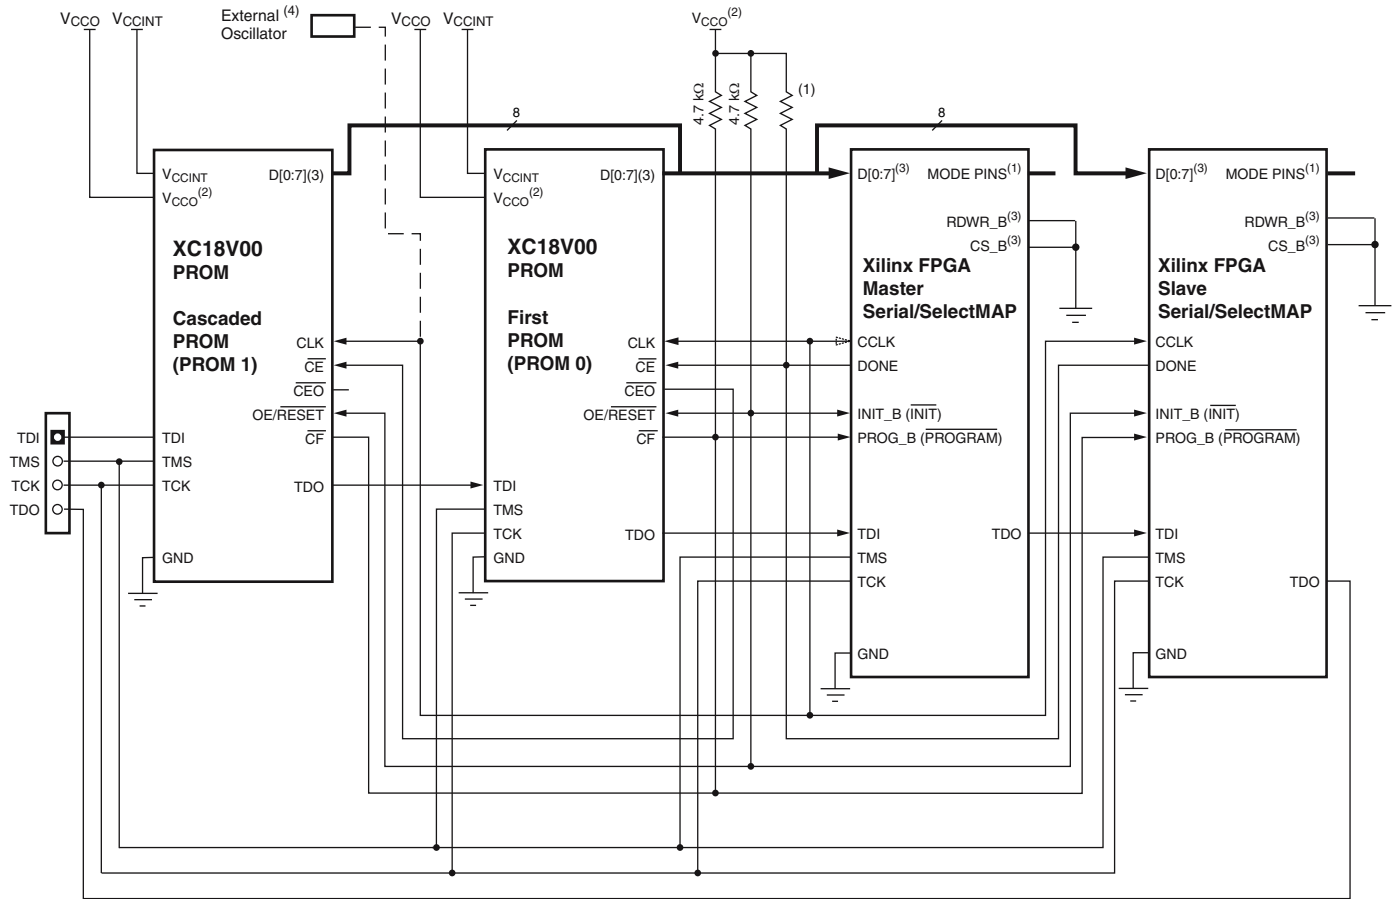 VCCO VCCINT
External (4)
Oscillator
VCCO VCCINT
VCCO(2)
4.7 kΩ
4.7 kΩ
(1)
8
8
VCCINT
VCCO(2)
D[0:7](3)
XC18V00
PROM
Cascaded
PROM
(PROM 1)
CLK
CE
CEO
OE/RESET
CF
TDI
TMS
TCK
TDO
GND
VCCINT
VCCO(2)
D[0:7](3)
XC18V00
PROM
First
PROM
(PROM 0)
CLK
CE
CEO
OE/RESET
CF
TDI
TMS
TCK
TDO
GND
D[0:7](3)
MODE PINS(1)
RDWR_B(3)
CS_B(3)
Xilinx FPGA
Master
Serial/SelectMAP
CCLK
DONE
INIT_B (INIT)
PROG_B (PROGRAM)
TDI
TMS
TCK
TDO
GND
D[0:7](3)
MODE PINS(1)
RDWR_B(3)
CS_B(3)
Xilinx FPGA
Slave
Serial/SelectMAP
CCLK
DONE
INIT_B (INIT)
PROG_B (PROGRAM)
TDI
TMS
TCK
TDO
GND
TDI
TMS
TCK
TDO